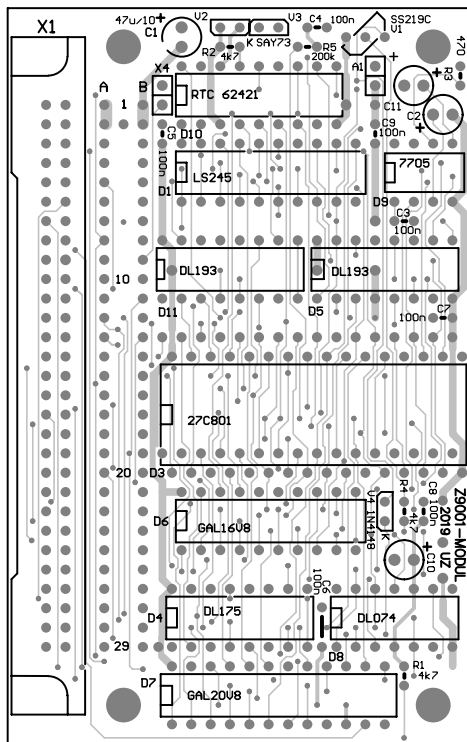 X1
47u/10
C1
V2
V3
C4
100n
SS219C
V1
R2
4k7
K SAY73
R5
200k
A1
470
R3
X4
A
B
1
RTC 62421
C11
C2
C5
100n
D10
C9
100n
D1
LS245
7705
D9
C3
100n
10
DL193
DL193
D11
D5
C7
100n
27C801
20
D3
D6
GAL16V8
V4 1N4148
K
R4
4k7
C8
100n
C10
Z9001-MODUL
2019 UZ
C6
100n
D4
DL175
DL074
29
D8
D7
GAL20V8
R1
4k7